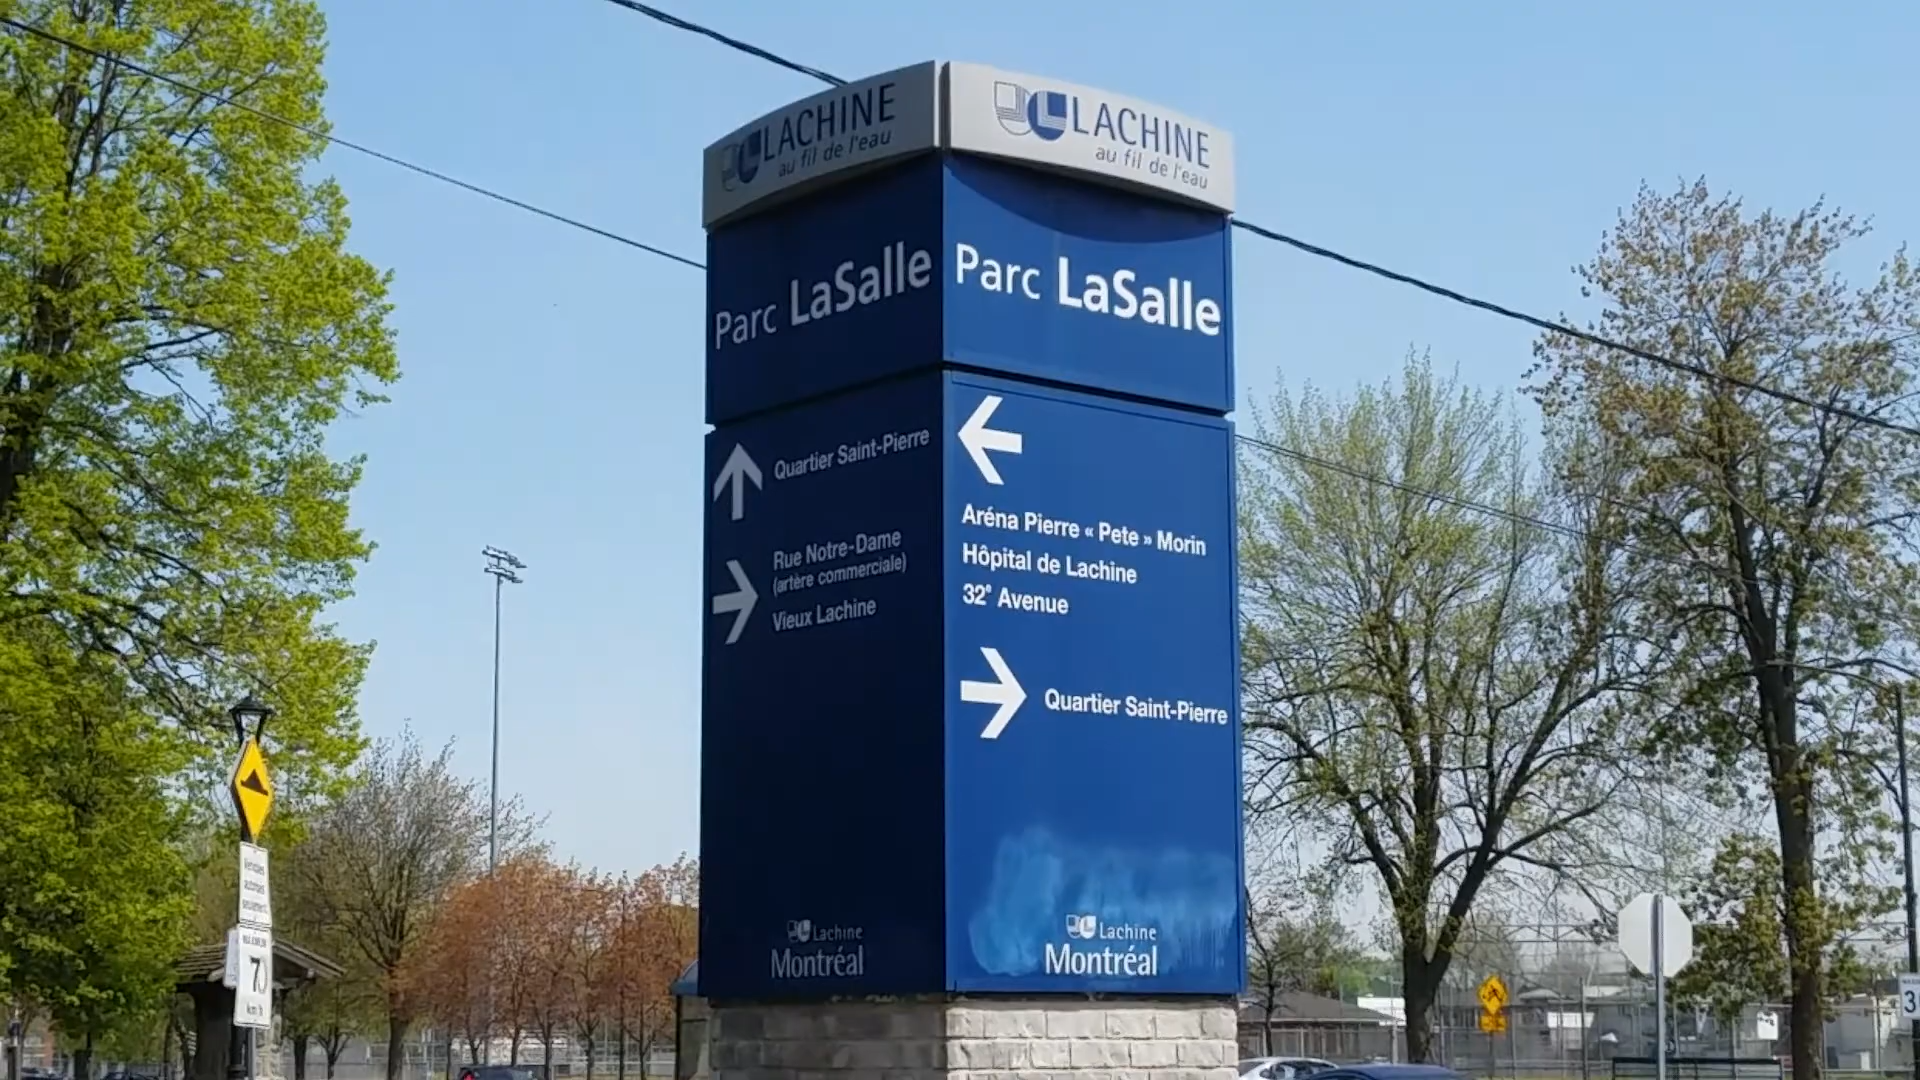 LACHINE
au fil de l'eau
Parc LaSalle
Quartier Saint-Pierre
Rue Notre-Dame
(artère commerciale)
Vieux Lachine
Lachine
Montréal
LACHINE
au fil de l'eau
Parc LaSalle
Aréna Pierre « Pete » Morin
Hôpital de Lachine
32e Avenue
Quartier Saint-Pierre
Lachine
Montréal
km/h
3